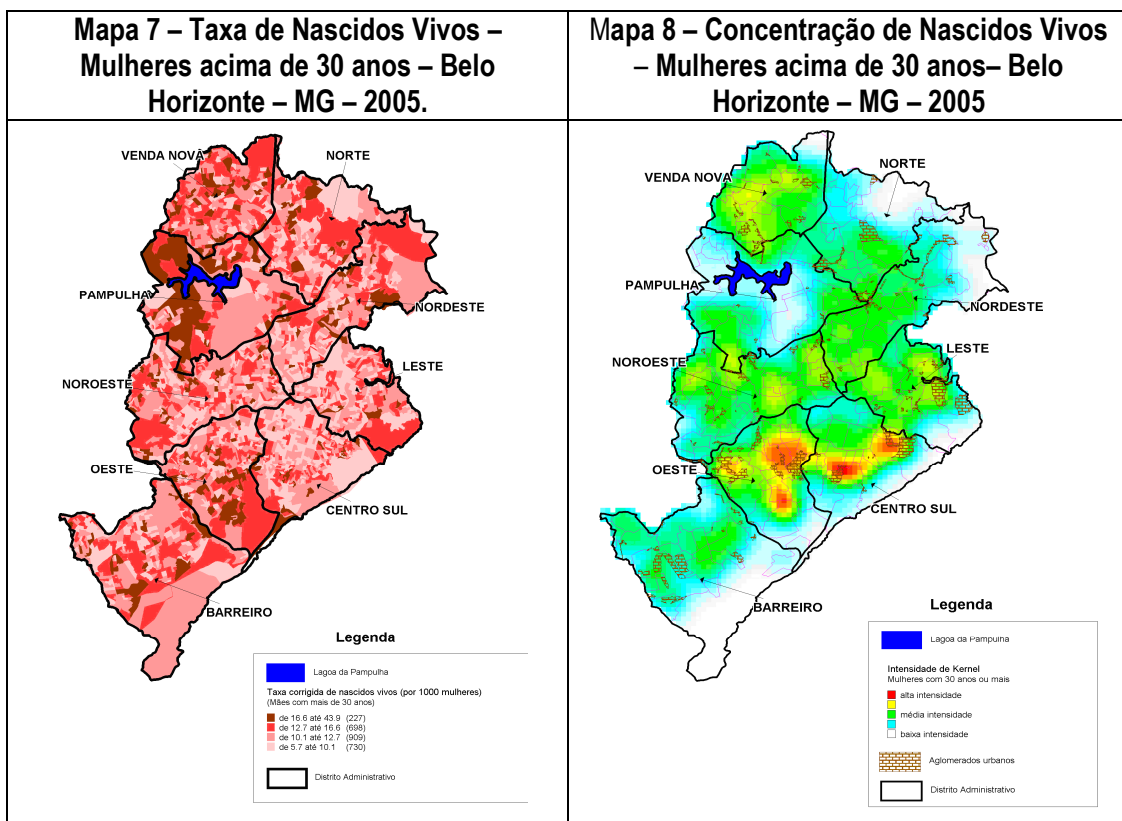 Mapa 7 – Taxa de Nascidos Vivos –
Mulheres acima de 30 anos – Belo
Horizonte – MG – 2005.
VENDA NOVA
NORTE
PAMPULHA
NORDESTE
LESTE
NOROESTE
OESTE
CENTRO SUL
BARREIRO
Legenda
Lagoa da Pampulha
Taxa corrigida de nascidos vivos (por 1000 mulheres)
(Mães com mais de 30 anos)
de 16.6 até 43.9 (227)
de 12.7 até 16.6 (698)
de 10.1 até 12.7 (909)
de 5.7 até 10.1 (730)
Distrito Administrativo
Mapa 8 – Concentração de Nascidos Vivos
– Mulheres acima de 30 anos– Belo
Horizonte – MG – 2005
NORTE
VENDA NOVA
PAMPULHA
NORDESTE
LESTE
NOROESTE
OESTE
CENTRO SUL
BARREIRO
Legenda
Lagoa da Pampulha
Intensidade de Kernel
Mulheres com 30 anos ou mais
alta intensidade
média intensidade
baixa intensidade
Aglomerados urbanos
Distrito Administrativo